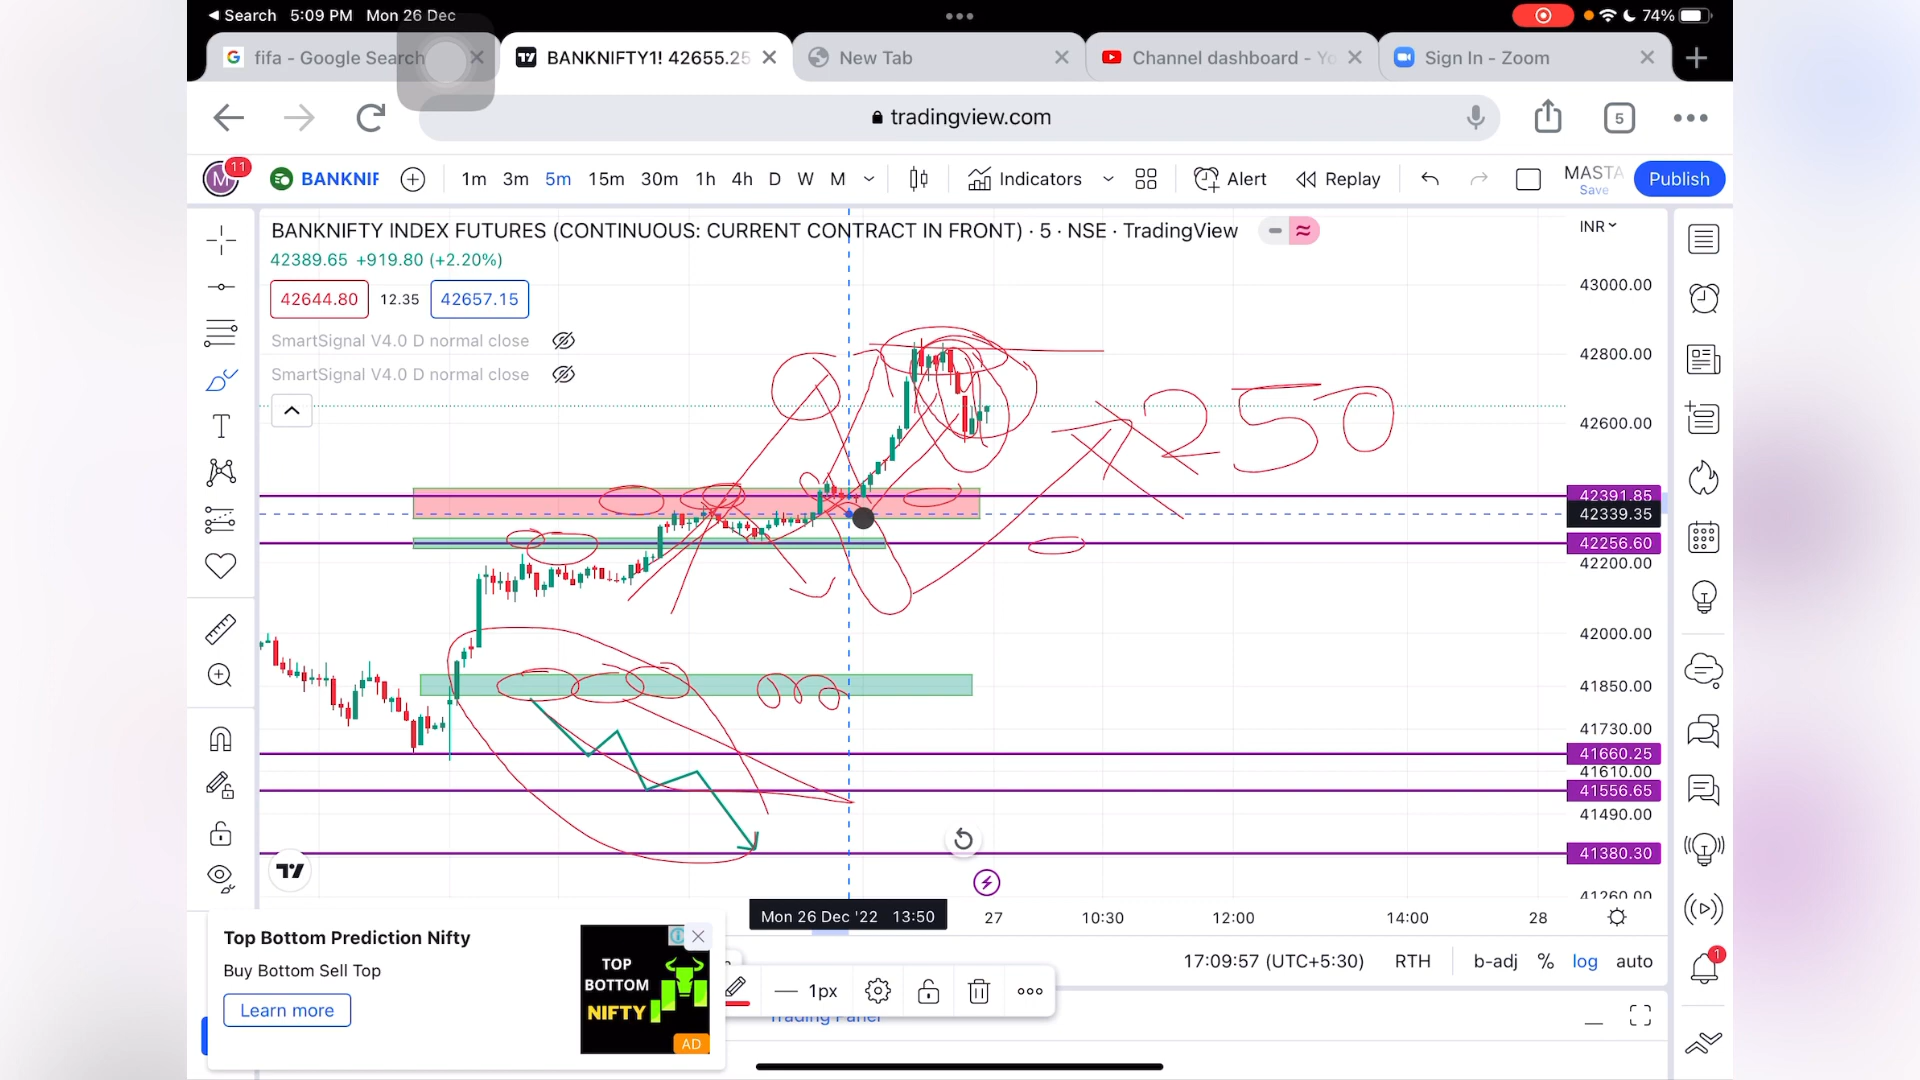 Search 5:09 PM Mon 26 Dec 74%
fifa - Google Search BANKNIFTY1! 42655.25 New Tab Channel dashboard - Yo Sign In - Zoom
tradingview.com 5
M 11 BANKNIF 1m 3m 5m 15m 30m 1h 4h D W M Indicators Alert Replay MASTA Save Publish
BANKNIFTY INDEX FUTURES (CONTINUOUS: CURRENT CONTRACT IN FRONT) · 5 · NSE · TradingView INR
42389.65 +919.80 (+2.20%)
43000.00
42644.80 12.35 42657.15
SmartSignal V4.0 D normal close
42800.00
SmartSignal V4.0 D normal close
250
42600.00
42391.85
42339.35
42256.60
42200.00
42000.00
41850.00
41730.00
41660.25
41610.00
41556.65
41490.00
41380.30
41260.00
Mon 26 Dec '22 13:50 27 10:30 12:00 14:00 28
Top Bottom Prediction Nifty
Buy Bottom Sell Top
Learn more
TOP
BOTTOM
NIFTY
AD
17:09:57 (UTC+5:30) RTH b-adj % log auto
1px
Trading Panel
1